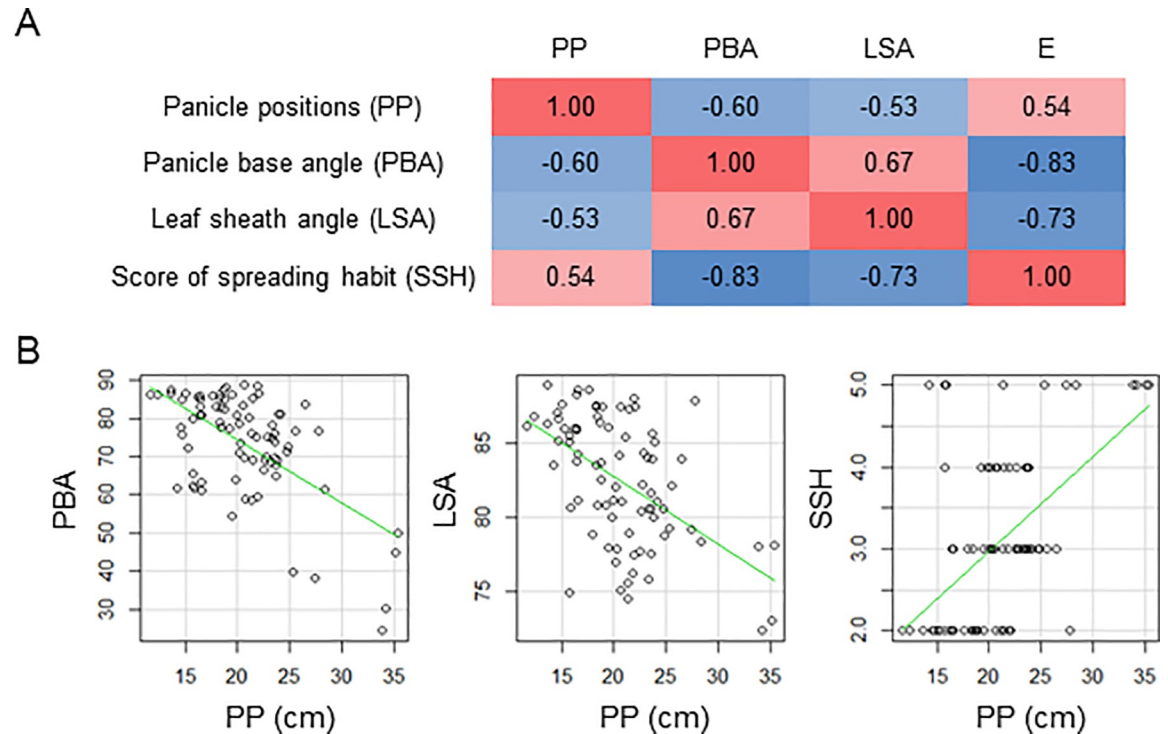 A
PP PBA LSA E
Panicle positions (PP) 1.00 -0.60 -0.53 0.54
Panicle base angle (PBA) -0.60 1.00 0.67 -0.83
Leaf sheath angle (LSA) -0.53 0.67 1.00 -0.73
Score of spreading habit (SSH) 0.54 -0.83 -0.73 1.00
B
PBA
90
80
70
60
50
40
30
15 20 25 30 35
PP (cm)
LSA
85
80
75
15 20 25 30 35
PP (cm)
SSH
5.0
4.0
3.0
2.0
15 20 25 30 35
PP (cm)